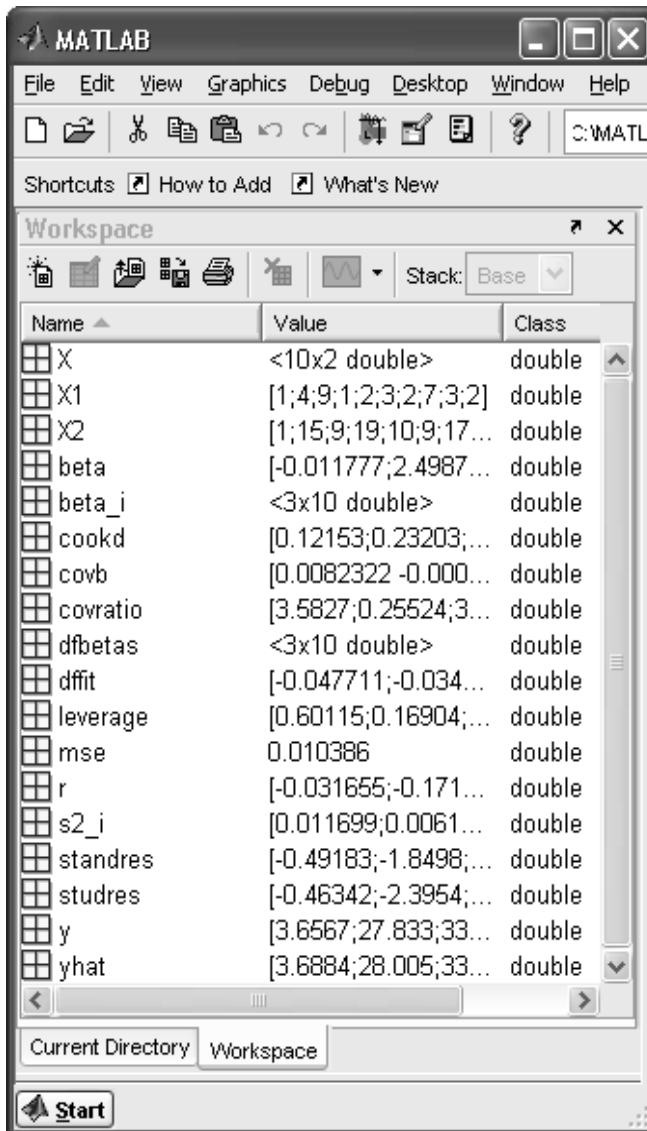 MATLAB
File Edit View Graphics Debug Desktop Window Help
C:\MATL
Shortcuts How to Add What's New
Workspace
Stack: Base
Name Value Class
X <10x2 double> double
X1 [1;4;9;1;2;3;2;7;3;2] double
X2 [1;15;9;19;10;9;17... double
beta [-0.011777;2.4987... double
beta_i <3x10 double> double
cookd [0.12153;0.23203;... double
covb [0.0082322 -0.000... double
covratio [3.5827;0.25524;3... double
dfbetas <3x10 double> double
dffit [-0.047711;-0.034... double
leverage [0.60115;0.16904;... double
mse 0.010386 double
r [-0.031655;-0.171... double
s2_i [0.011699;0.0061... double
standres [-0.49183;-1.8498;... double
studres [-0.46342;-2.3954;... double
y [3.6567;27.833;33... double
yhat [3.6884;28.005;33... double
Current Directory Workspace
Start